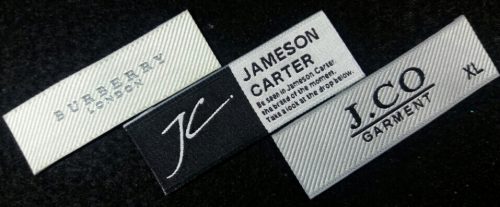 BURBERRY
LONDON
JC.
JAMESON
CARTER
Be seen in Jameson Carter
the brake of the moment.
Take a look at the drop below.
J.CO
GARMENT
XL